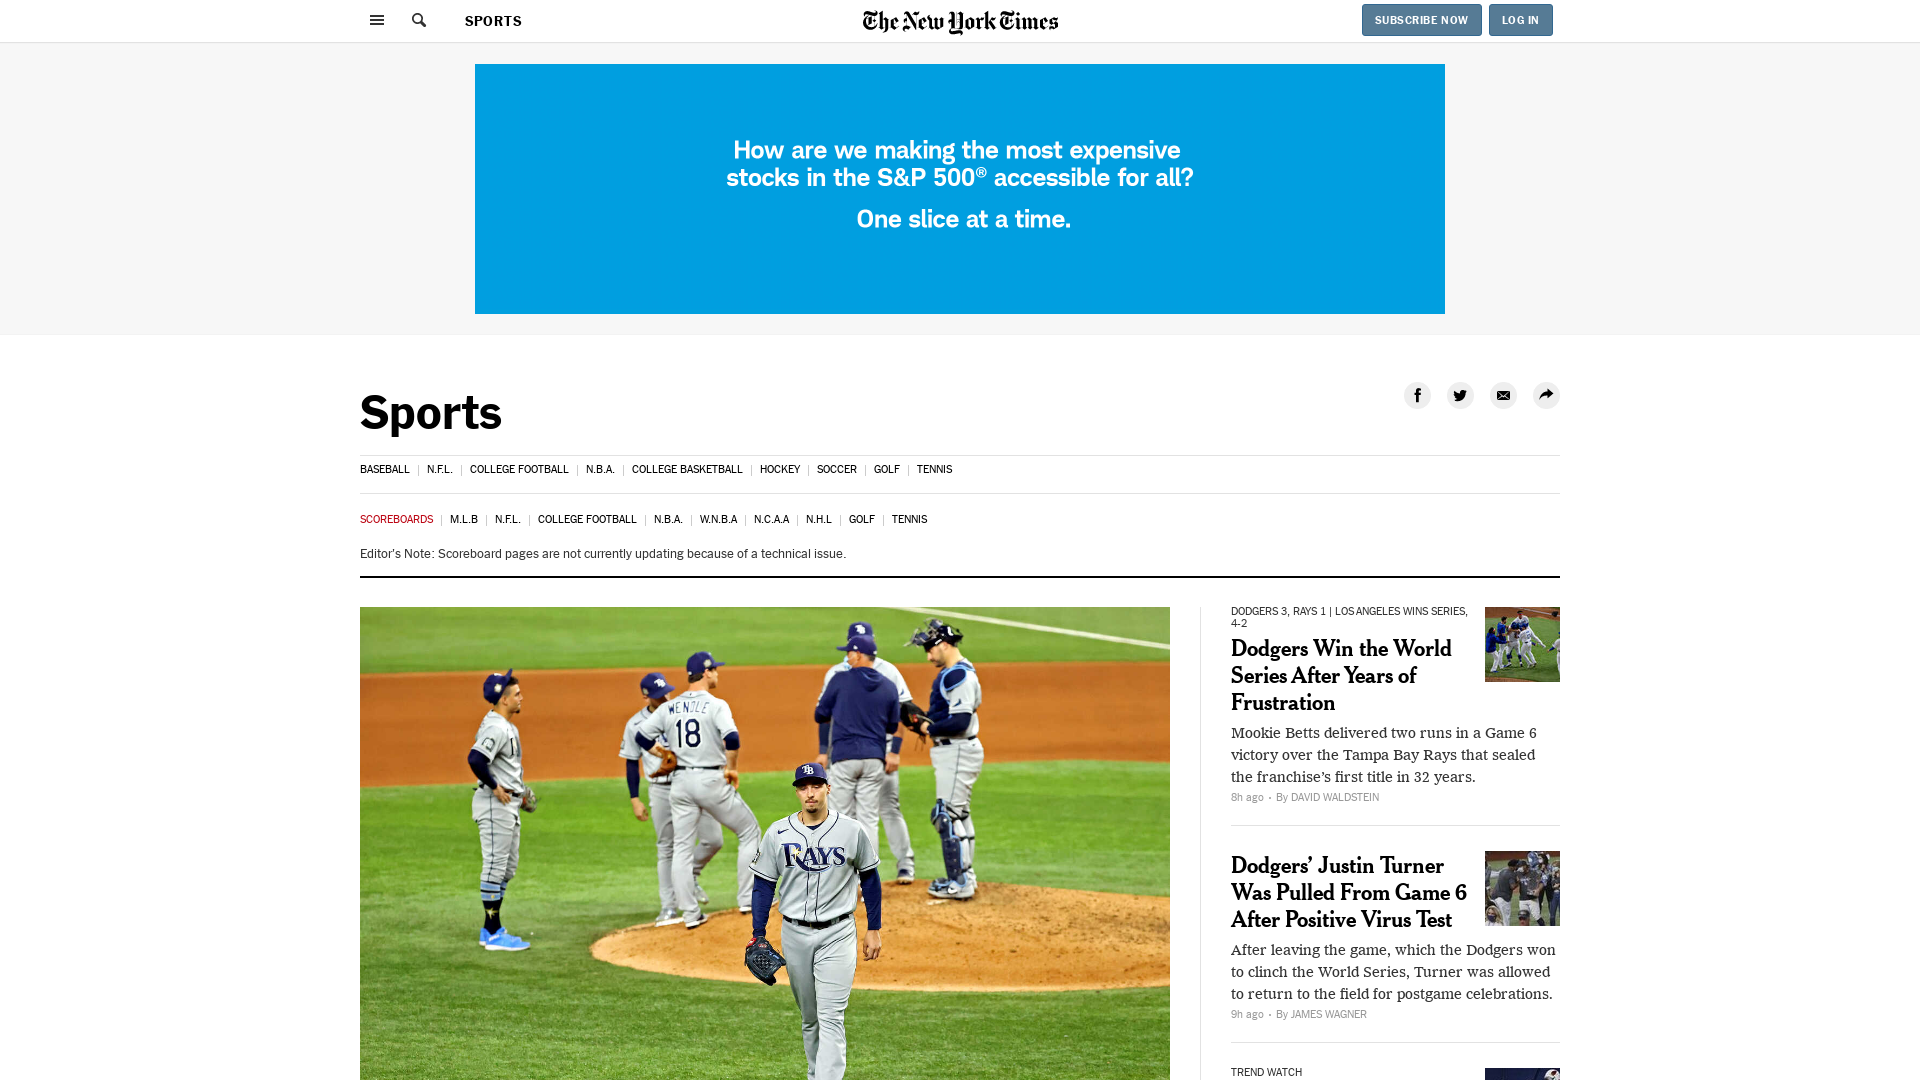 SPORTS
The New York Times
SUBSCRIBE NOW
LOG IN
How are we making the most expensive
stocks in the S&P 500® accessible for all?
One slice at a time.
Sports
BASEBALL | N.F.L. | COLLEGE FOOTBALL | N.B.A. | COLLEGE BASKETBALL | HOCKEY | SOCCER | GOLF | TENNIS
SCOREBOARDS | M.L.B | N.F.L. | COLLEGE FOOTBALL | N.B.A. | W.N.B.A | N.C.A.A | N.H.L | GOLF | TENNIS
Editor's Note: Scoreboard pages are not currently updating because of a technical issue.
WENDLE
18
TB
RAYS
DODGERS 3, RAYS 1 | LOS ANGELES WINS SERIES,
4-2
Dodgers Win the World
Series After Years of
Frustration
Mookie Betts delivered two runs in a Game 6
victory over the Tampa Bay Rays that sealed
the franchise’s first title in 32 years.
8h ago • By DAVID WALDSTEIN
Dodgers’ Justin Turner
Was Pulled From Game 6
After Positive Virus Test
After leaving the game, which the Dodgers won
to clinch the World Series, Turner was allowed
to return to the field for postgame celebrations.
9h ago • By JAMES WAGNER
TREND WATCH